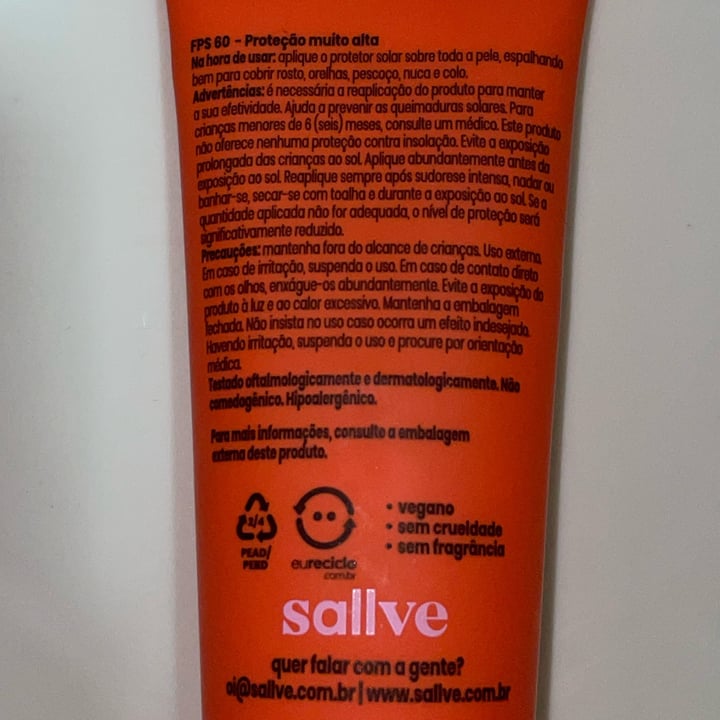 FPS 60 - Proteção muito alta
Na hora de usar: aplique o protetor solar sobre toda a pele, espalhando
bem para cobrir rosto, orelhas, pescoço, nuca e colo.
Advertências: é necessária a reaplicação do produto para manter
a sua efetividade. Ajuda a prevenir as queimaduras solares. Para
crianças menores de 6 (seis) meses, consulte um médico. Este produto
não oferece nenhuma proteção contra insolação. Evite a exposição
prolongada das crianças ao sol. Aplique abundantemente antes da
exposição ao sol. Reaplique sempre após sudorese intensa, nadar ou
banhar-se, secar-se com toalha e durante a exposição ao sol. Se a
quantidade aplicada não for adequada, o nível de proteção será
significativamente reduzido.
Precauções: mantenha fora do alcance de crianças. Uso externo.
Em caso de irritação, suspenda o uso. Em caso de contato direto
com os olhos, enxágue-os abundantemente. Evite a exposição do
produto à luz e ao calor excessivo. Mantenha a embalagem
fechada. Não insista no uso caso ocorra um efeito indesejado.
Havendo irritação, suspenda o uso e procure por orientação
médica.
Testado oftalmologicamente e dermatologicamente. Não
comedogênico. Hipoalergênico.
Para mais informações, consulte a embalagem
externa deste produto.
2/4
PEAD/
PEBD
eureciclo
.com.br
• vegano
• sem crueldade
• sem fragrância
sallve
quer falar com a gente?
oi@sallve.com.br | www.sallve.com.br